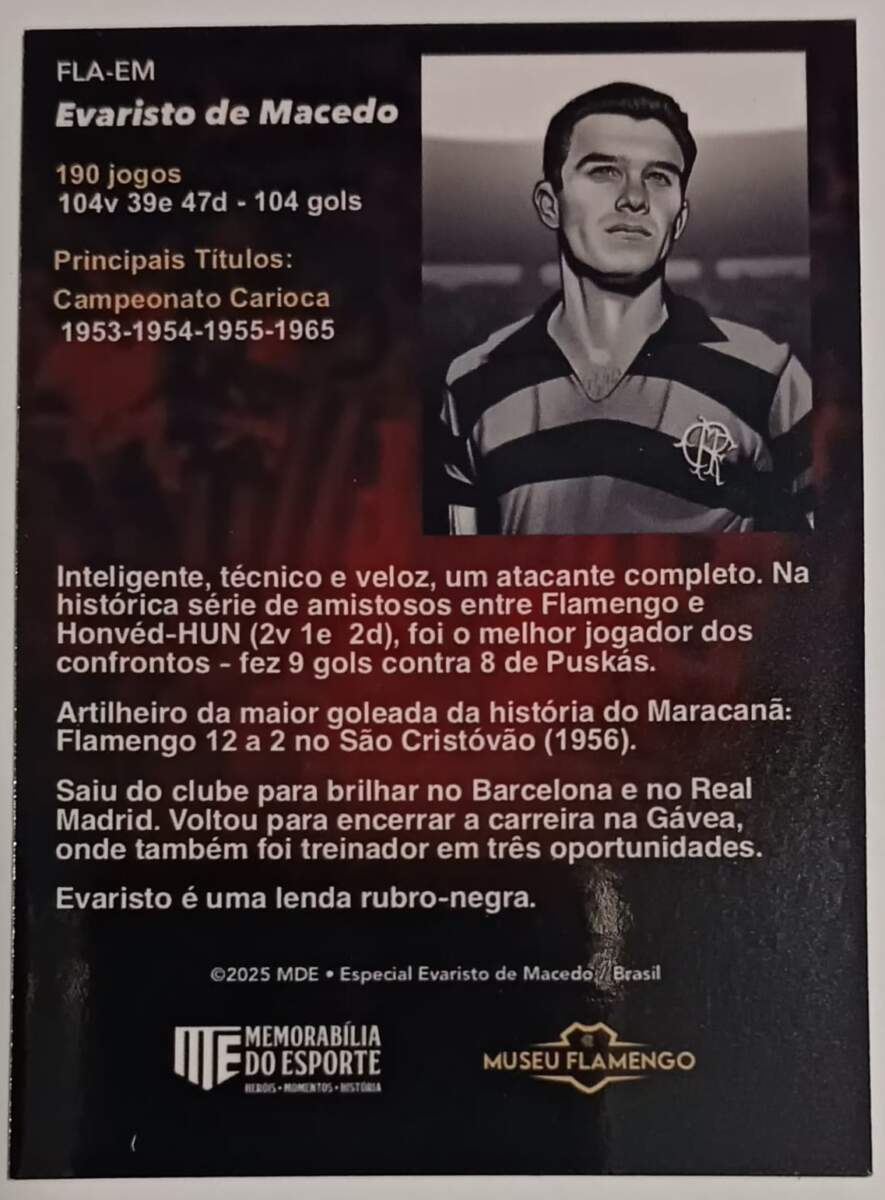 FLA-EM
Evaristo de Macedo
190 jogos
104v 39e 47d - 104 gols
Principais Títulos:
Campeonato Carioca
1953-1954-1955-1965
Inteligente, técnico e veloz, um atacante completo. Na
histórica série de amistosos entre Flamengo e
Honvéd-HUN (2v 1e 2d), foi o melhor jogador dos
confrontos - fez 9 gols contra 8 de Puskás.
Artilheiro da maior goleada da história do Maracanã:
Flamengo 12 a 2 no São Cristóvão (1956).
Saiu do clube para brilhar no Barcelona e no Real
Madrid. Voltou para encerrar a carreira na Gávea,
onde também foi treinador em três oportunidades.
Evaristo é uma lenda rubro-negra.
©2025 MDE • Especial Evaristo de Macedo / Brasil
MEMORABÍLIA
DO ESPORTE
HERÓIS • MOMENTOS • HISTÓRIA
MUSEU FLAMENGO